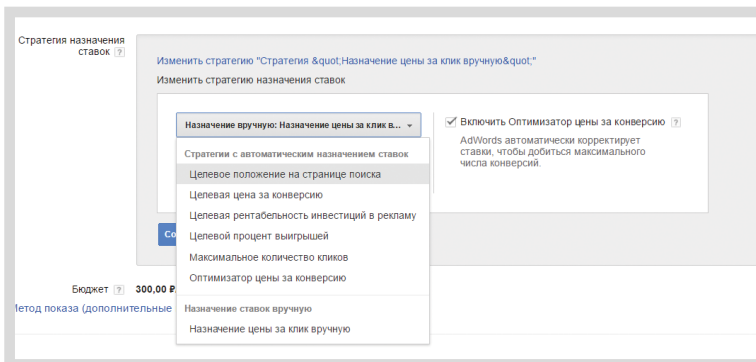 Стратегия назначения
ставок ?
Изменить стратегию "Стратегия &quot;Назначение цены за клик вручную&quot;"
Изменить стратегию назначения ставок
Назначение вручную: Назначение цены за клик в...
Включить Оптимизатор цены за конверсию ?
AdWords автоматически корректирует
ставки, чтобы добиться максимального
числа конверсий.
Стратегии с автоматическим назначением ставок
Целевое положение на странице поиска
Целевая цена за конверсию
Целевая рентабельность инвестиций в рекламу
Целевой процент выигрышей
Максимальное количество кликов
Оптимизатор цены за конверсию
Назначение ставок вручную
Назначение цены за клик вручную
Со
Бюджет ? 300,00 ₽
Метод показа (дополнительные